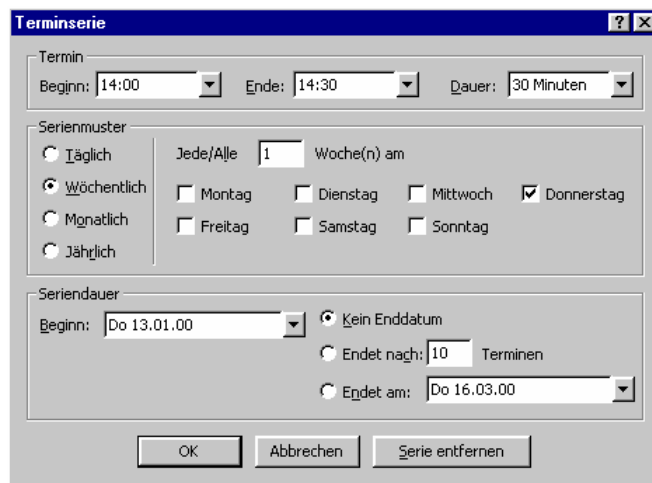 Terminserie
Termin
Beginn: 14:00 Ende: 14:30 Dauer: 30 Minuten
Serienmuster
Täglich Jede/Alle 1 Woche(n) am
Wöchentlich Montag Dienstag Mittwoch Donnerstag
Monatlich Freitag Samstag Sonntag
Jährlich
Seriendauer
Beginn: Do 13.01.00 Kein Enddatum
Endet nach: 10 Terminen
Endet am: Do 16.03.00
OK Abbrechen Serie entfernen